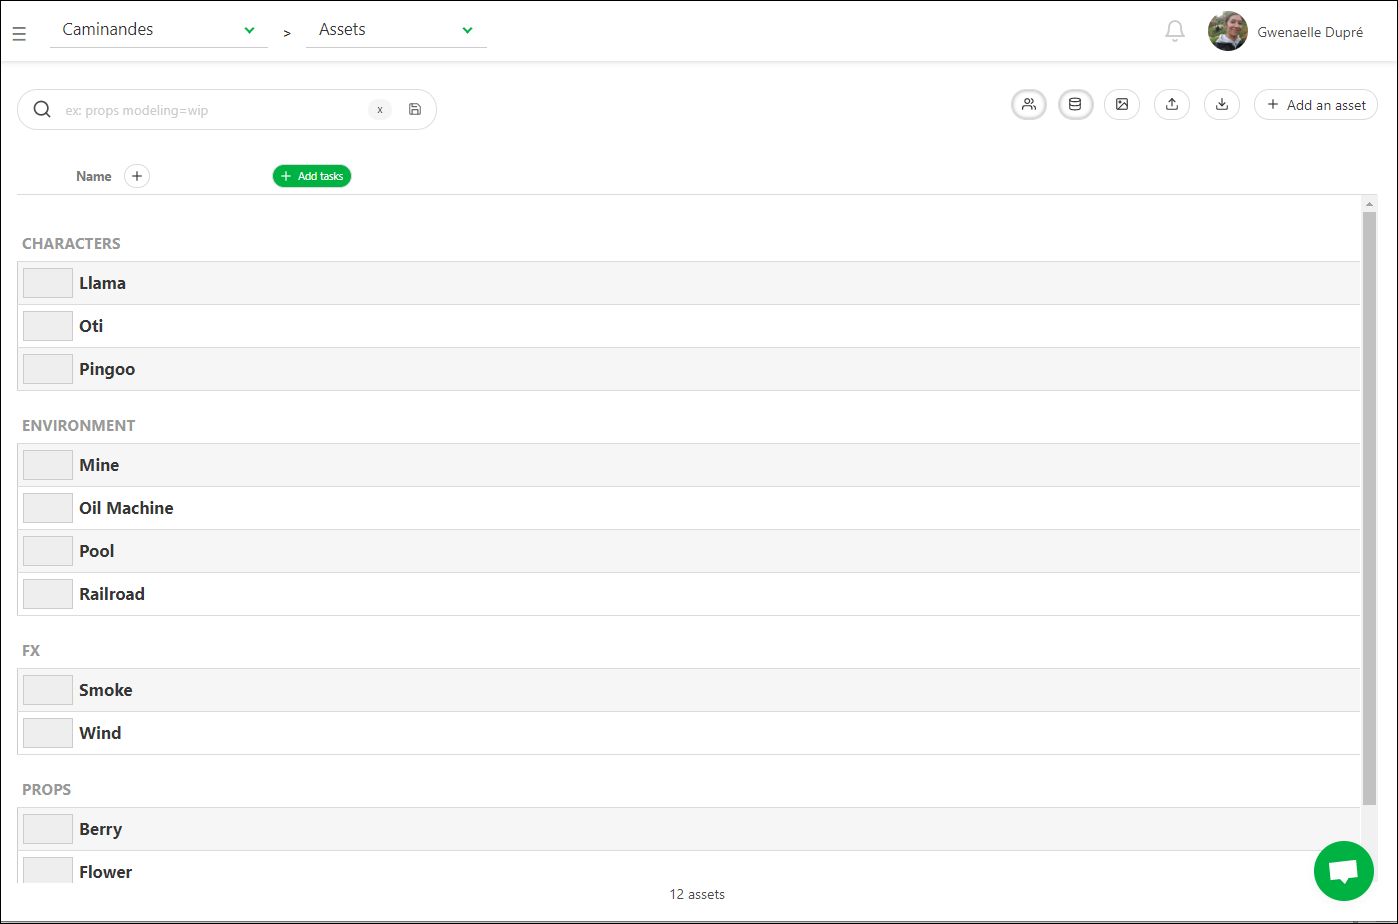 Caminandes > Assets Gwenaelle Dupré
ex: props modeling=wip x + Add an asset
Name + + Add tasks
CHARACTERS
Llama
Oti
Pingoo
ENVIRONMENT
Mine
Oil Machine
Pool
Railroad
FX
Smoke
Wind
PROPS
Berry
Flower
12 assets